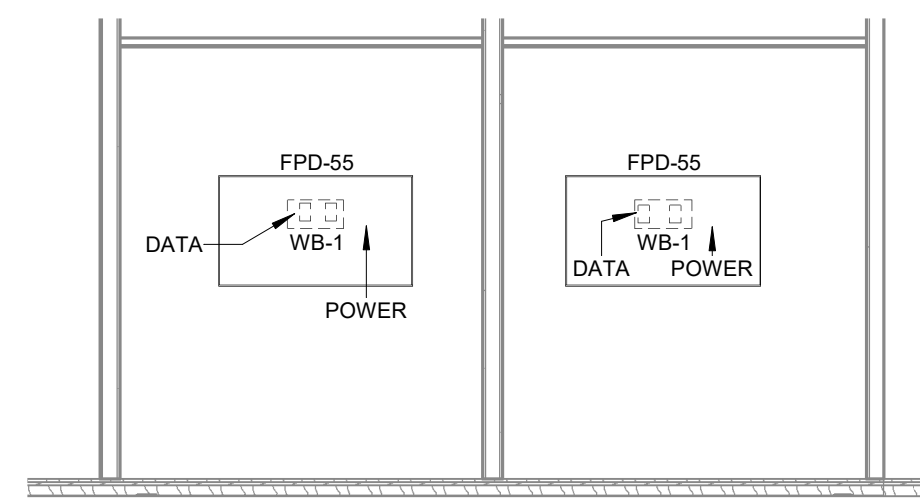 FPD-55
FPD-55
DATA
WB-1
WB-1
DATA
POWER
POWER